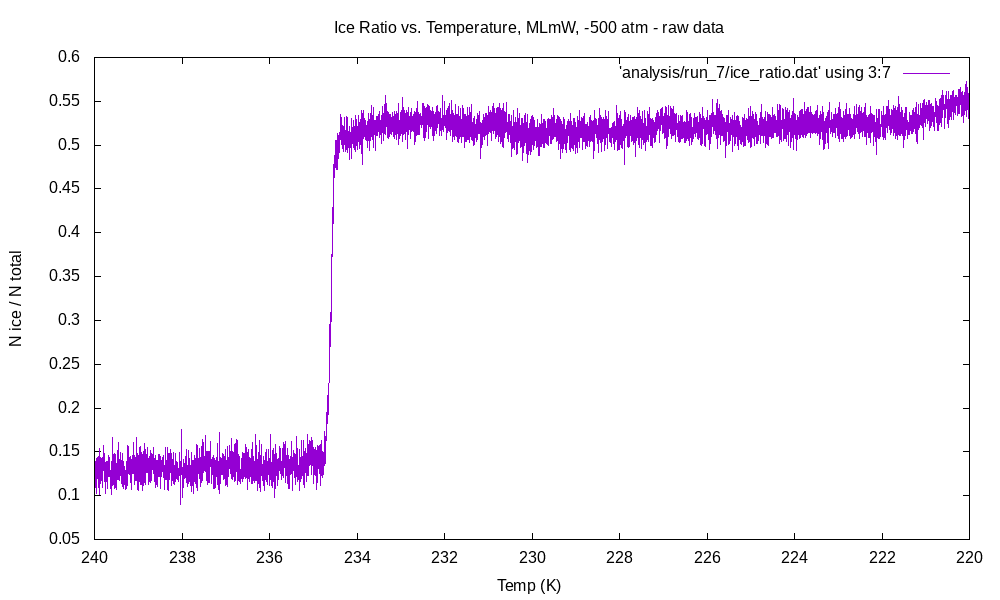 Ice Ratio vs. Temperature, MLmW, -500 atm - raw data
'analysis/run_7/ice_ratio.dat' using 3:7
0.6
0.55
0.5
0.45
0.4
0.35
0.3
0.25
0.2
0.15
0.1
0.05
N ice / N total
240 238 236 234 232 230 228 226 224 222 220
Temp (K)